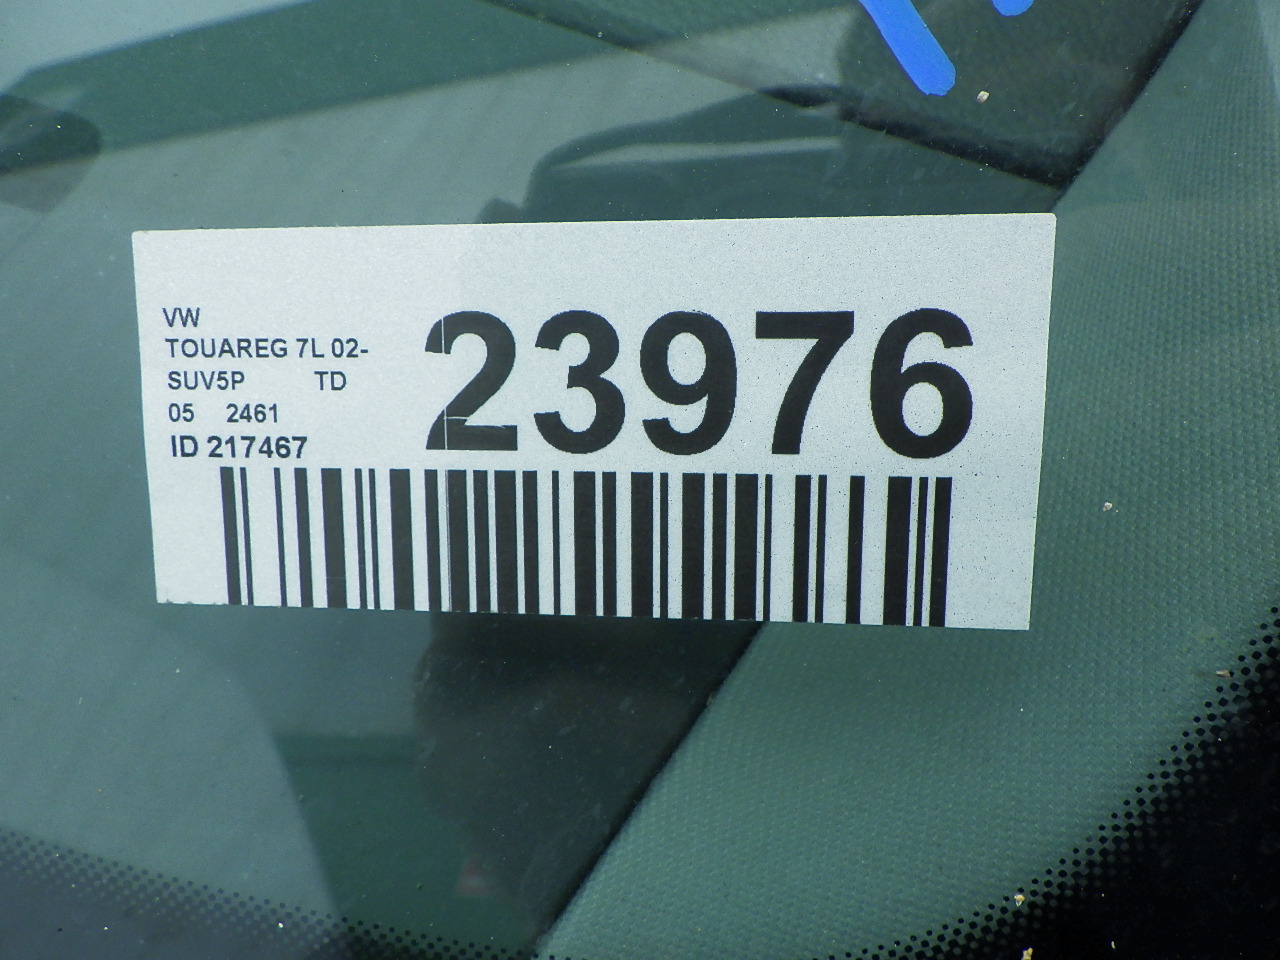 VW
TOUAREG 7L 02-
SUV5P TD
05 2461
ID 217467
23976